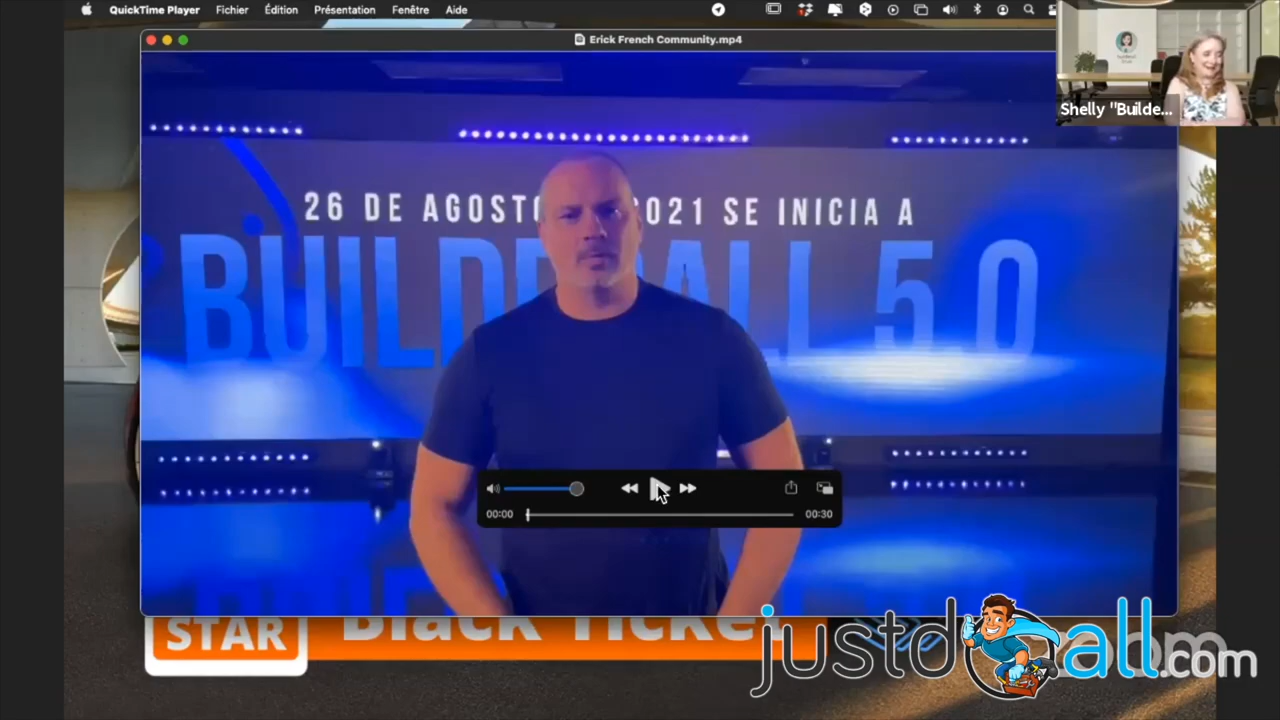 QuickTime Player Fichier Édition Présentation Fenêtre Aide
Erick French Community.mp4
Shelly "Builde...
26 DE AGOSTO 2021 SE INICIA A
BUILDERALL 5.0
00:00 00:30
STAR Black Ticket
justdoall.com